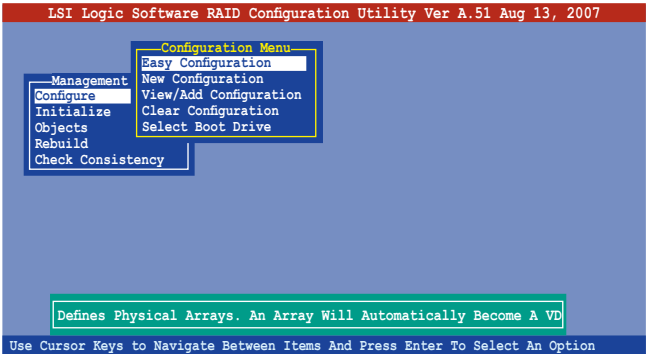 LSI Logic Software RAID Configuration Utility Ver A.51 Aug 13, 2007
Configuration Menu
Easy Configuration
New Configuration
View/Add Configuration
Clear Configuration
Select Boot Drive
Management
Configure
Initialize
Objects
Rebuild
Check Consistency
Defines Physical Arrays. An Array Will Automatically Become A VD
Use Cursor Keys to Navigate Between Items And Press Enter To Select An Option